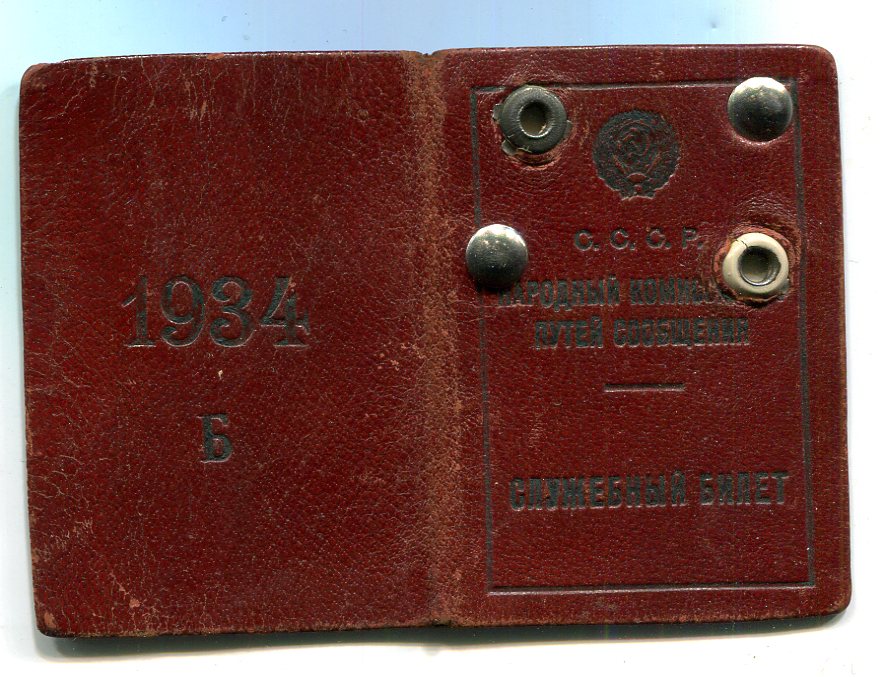 1934
Б
С. С. С. Р.
НАРОДНЫЙ
ПУТЕЙ СООБЩЕНИЯ
СЛУЖЕБНЫЙ БИЛЕТ